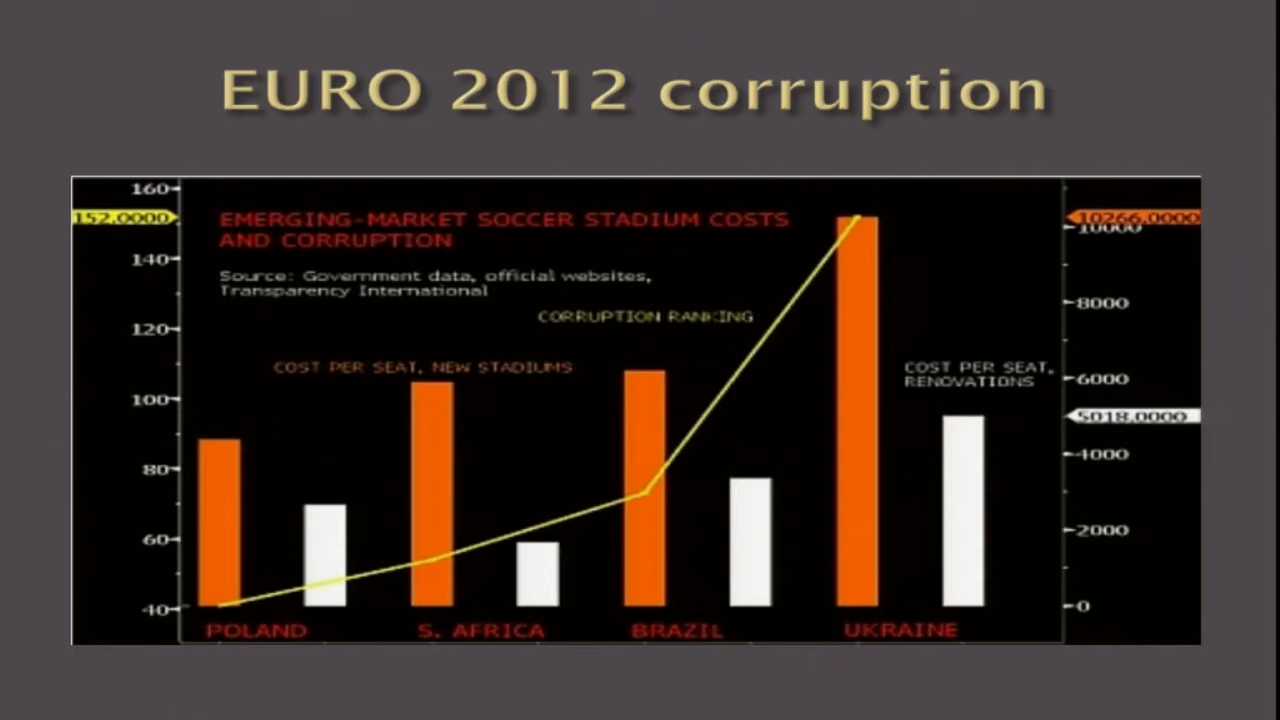 EURO 2012 corruption
160
152.0000
140
120
100
80
60
40
EMERGING-MARKET SOCCER STADIUM COSTS
AND CORRUPTION
Source: Government data, official websites,
Transparency International
CORRUPTION RANKING
COST PER SEAT, NEW STADIUMS
COST PER SEAT,
RENOVATIONS
10266.0000
10000
8000
6000
5018.0000
4000
2000
0
POLAND S. AFRICA BRAZIL UKRAINE